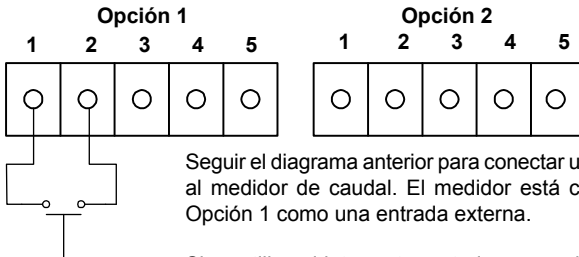 Opción 1 Opción 2
1 2 3 4 5 1 2 3 4 5
Seguir el diagrama anterior para conectar
al medidor de caudal. El medidor está
Opción 1 como una entrada externa.